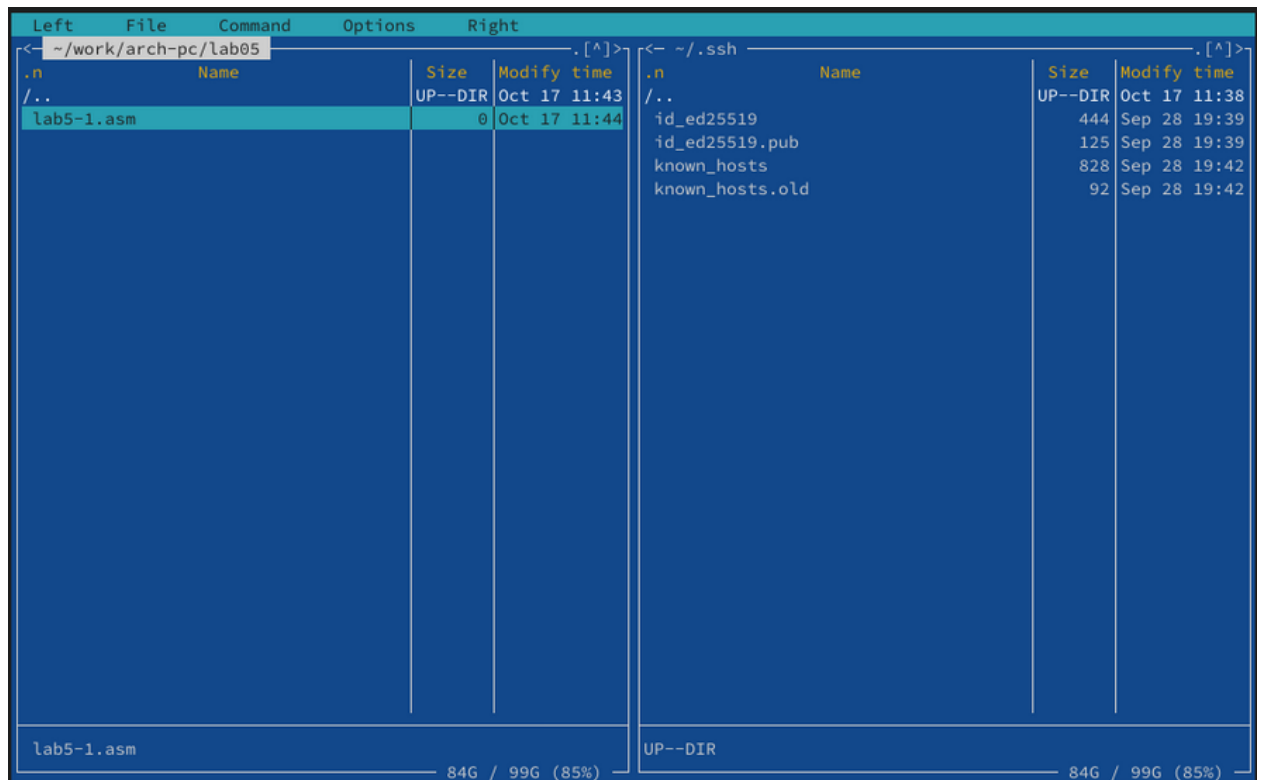 Left File Command Options Right
<─ ~/work/arch-pc/lab05 ─.[^]>
.n Name Size Modify time
/.. UP--DIR Oct 17 11:43
lab5-1.asm 0 Oct 17 11:44
lab5-1.asm
84G / 99G (85%)
<─ ~/.ssh ─.[^]>
.n Name Size Modify time
/.. UP--DIR Oct 17 11:38
id_ed25519 444 Sep 28 19:39
id_ed25519.pub 125 Sep 28 19:39
known_hosts 828 Sep 28 19:42
known_hosts.old 92 Sep 28 19:42
UP--DIR
84G / 99G (85%)